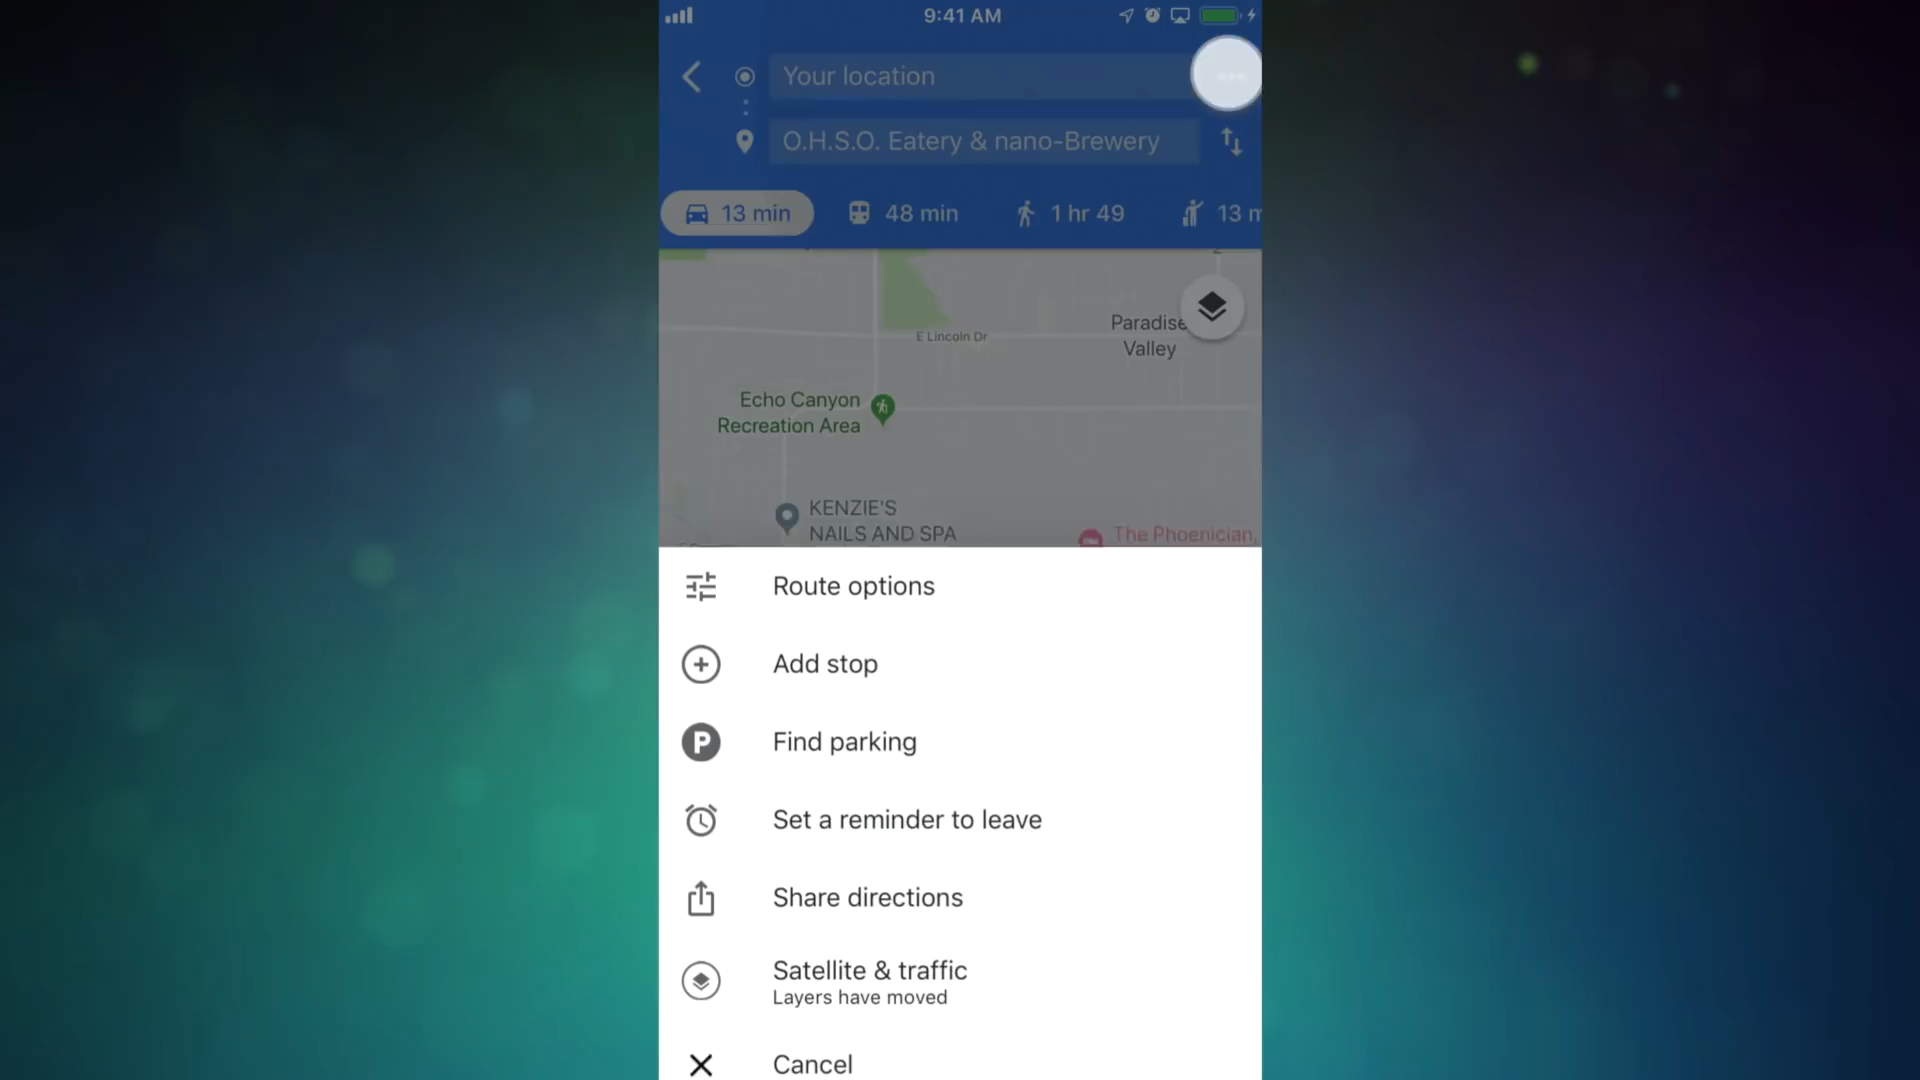 9:41 AM
Your location
O.H.S.O. Eatery & nano-Brewery
13 min
48 min
1 hr 49
13 m
E Lincoln Dr
Paradise
Valley
Echo Canyon
Recreation Area
KENZIE'S
NAILS AND SPA
The Phoenician,
Route options
Add stop
P
Find parking
Set a reminder to leave
Share directions
Satellite & traffic
Layers have moved
Cancel